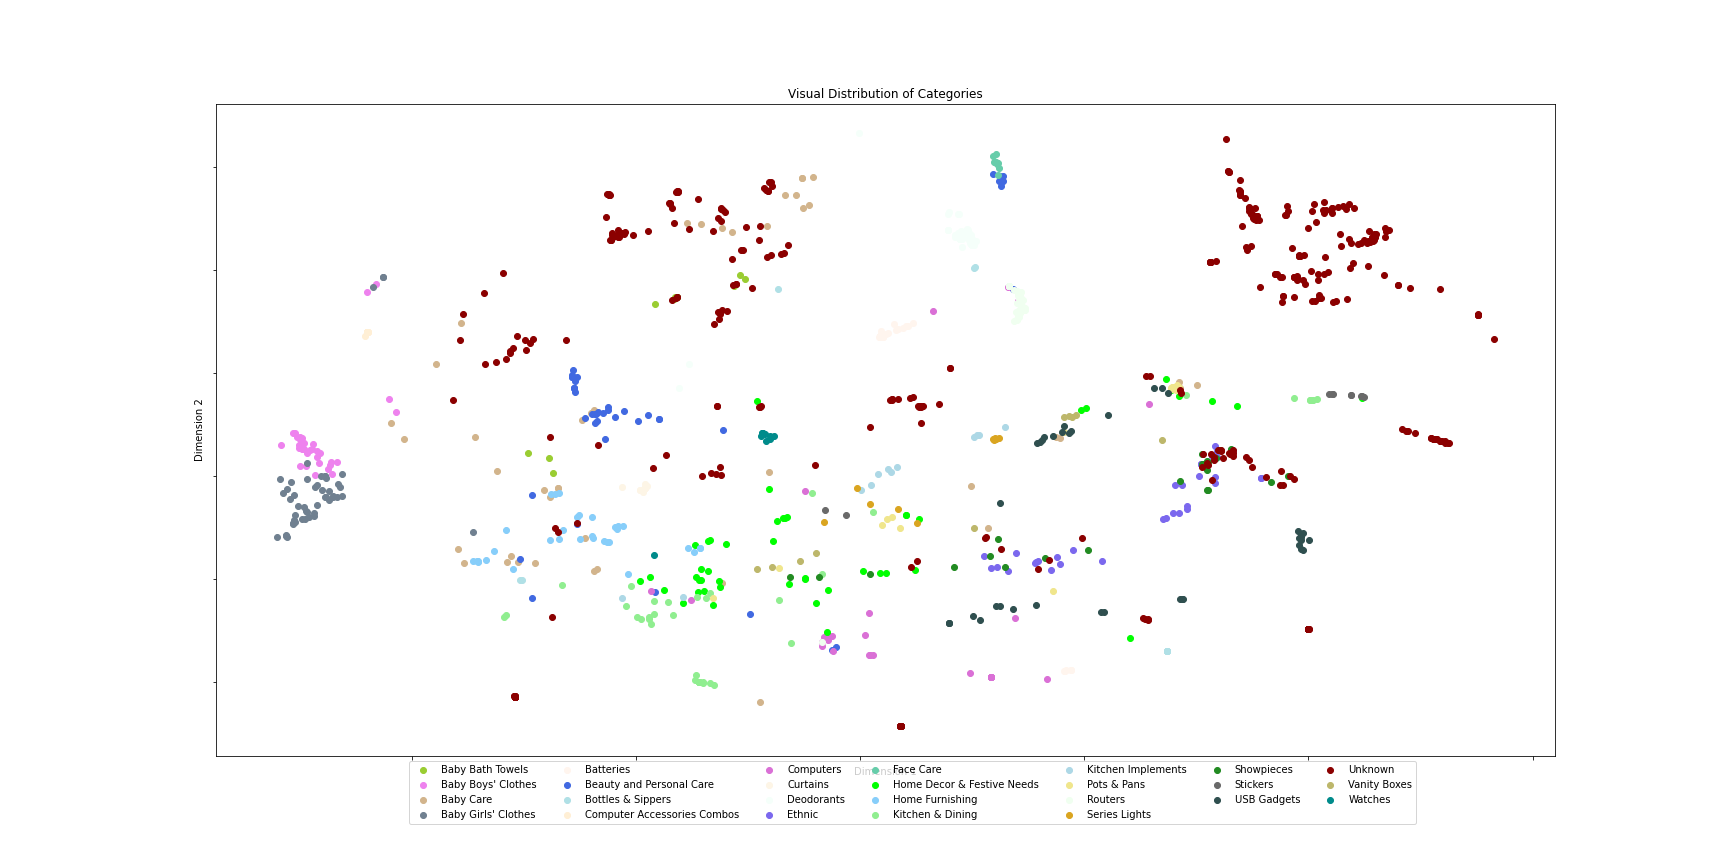 Visual Distribution of Categories
Dimension 2
Baby Bath Towels
Baby Boys' Clothes
Baby Care
Baby Girls' Clothes
Batteries
Beauty and Personal Care
Bottles & Sippers
Computer Accessories Combos
Computers
Curtains
Deodorants
Ethnic
Face Care
Home Decor & Festive Needs
Home Furnishing
Kitchen & Dining
Kitchen Implements
Pots & Pans
Routers
Series Lights
Showpieces
Stickers
USB Gadgets
Unknown
Vanity Boxes
Watches